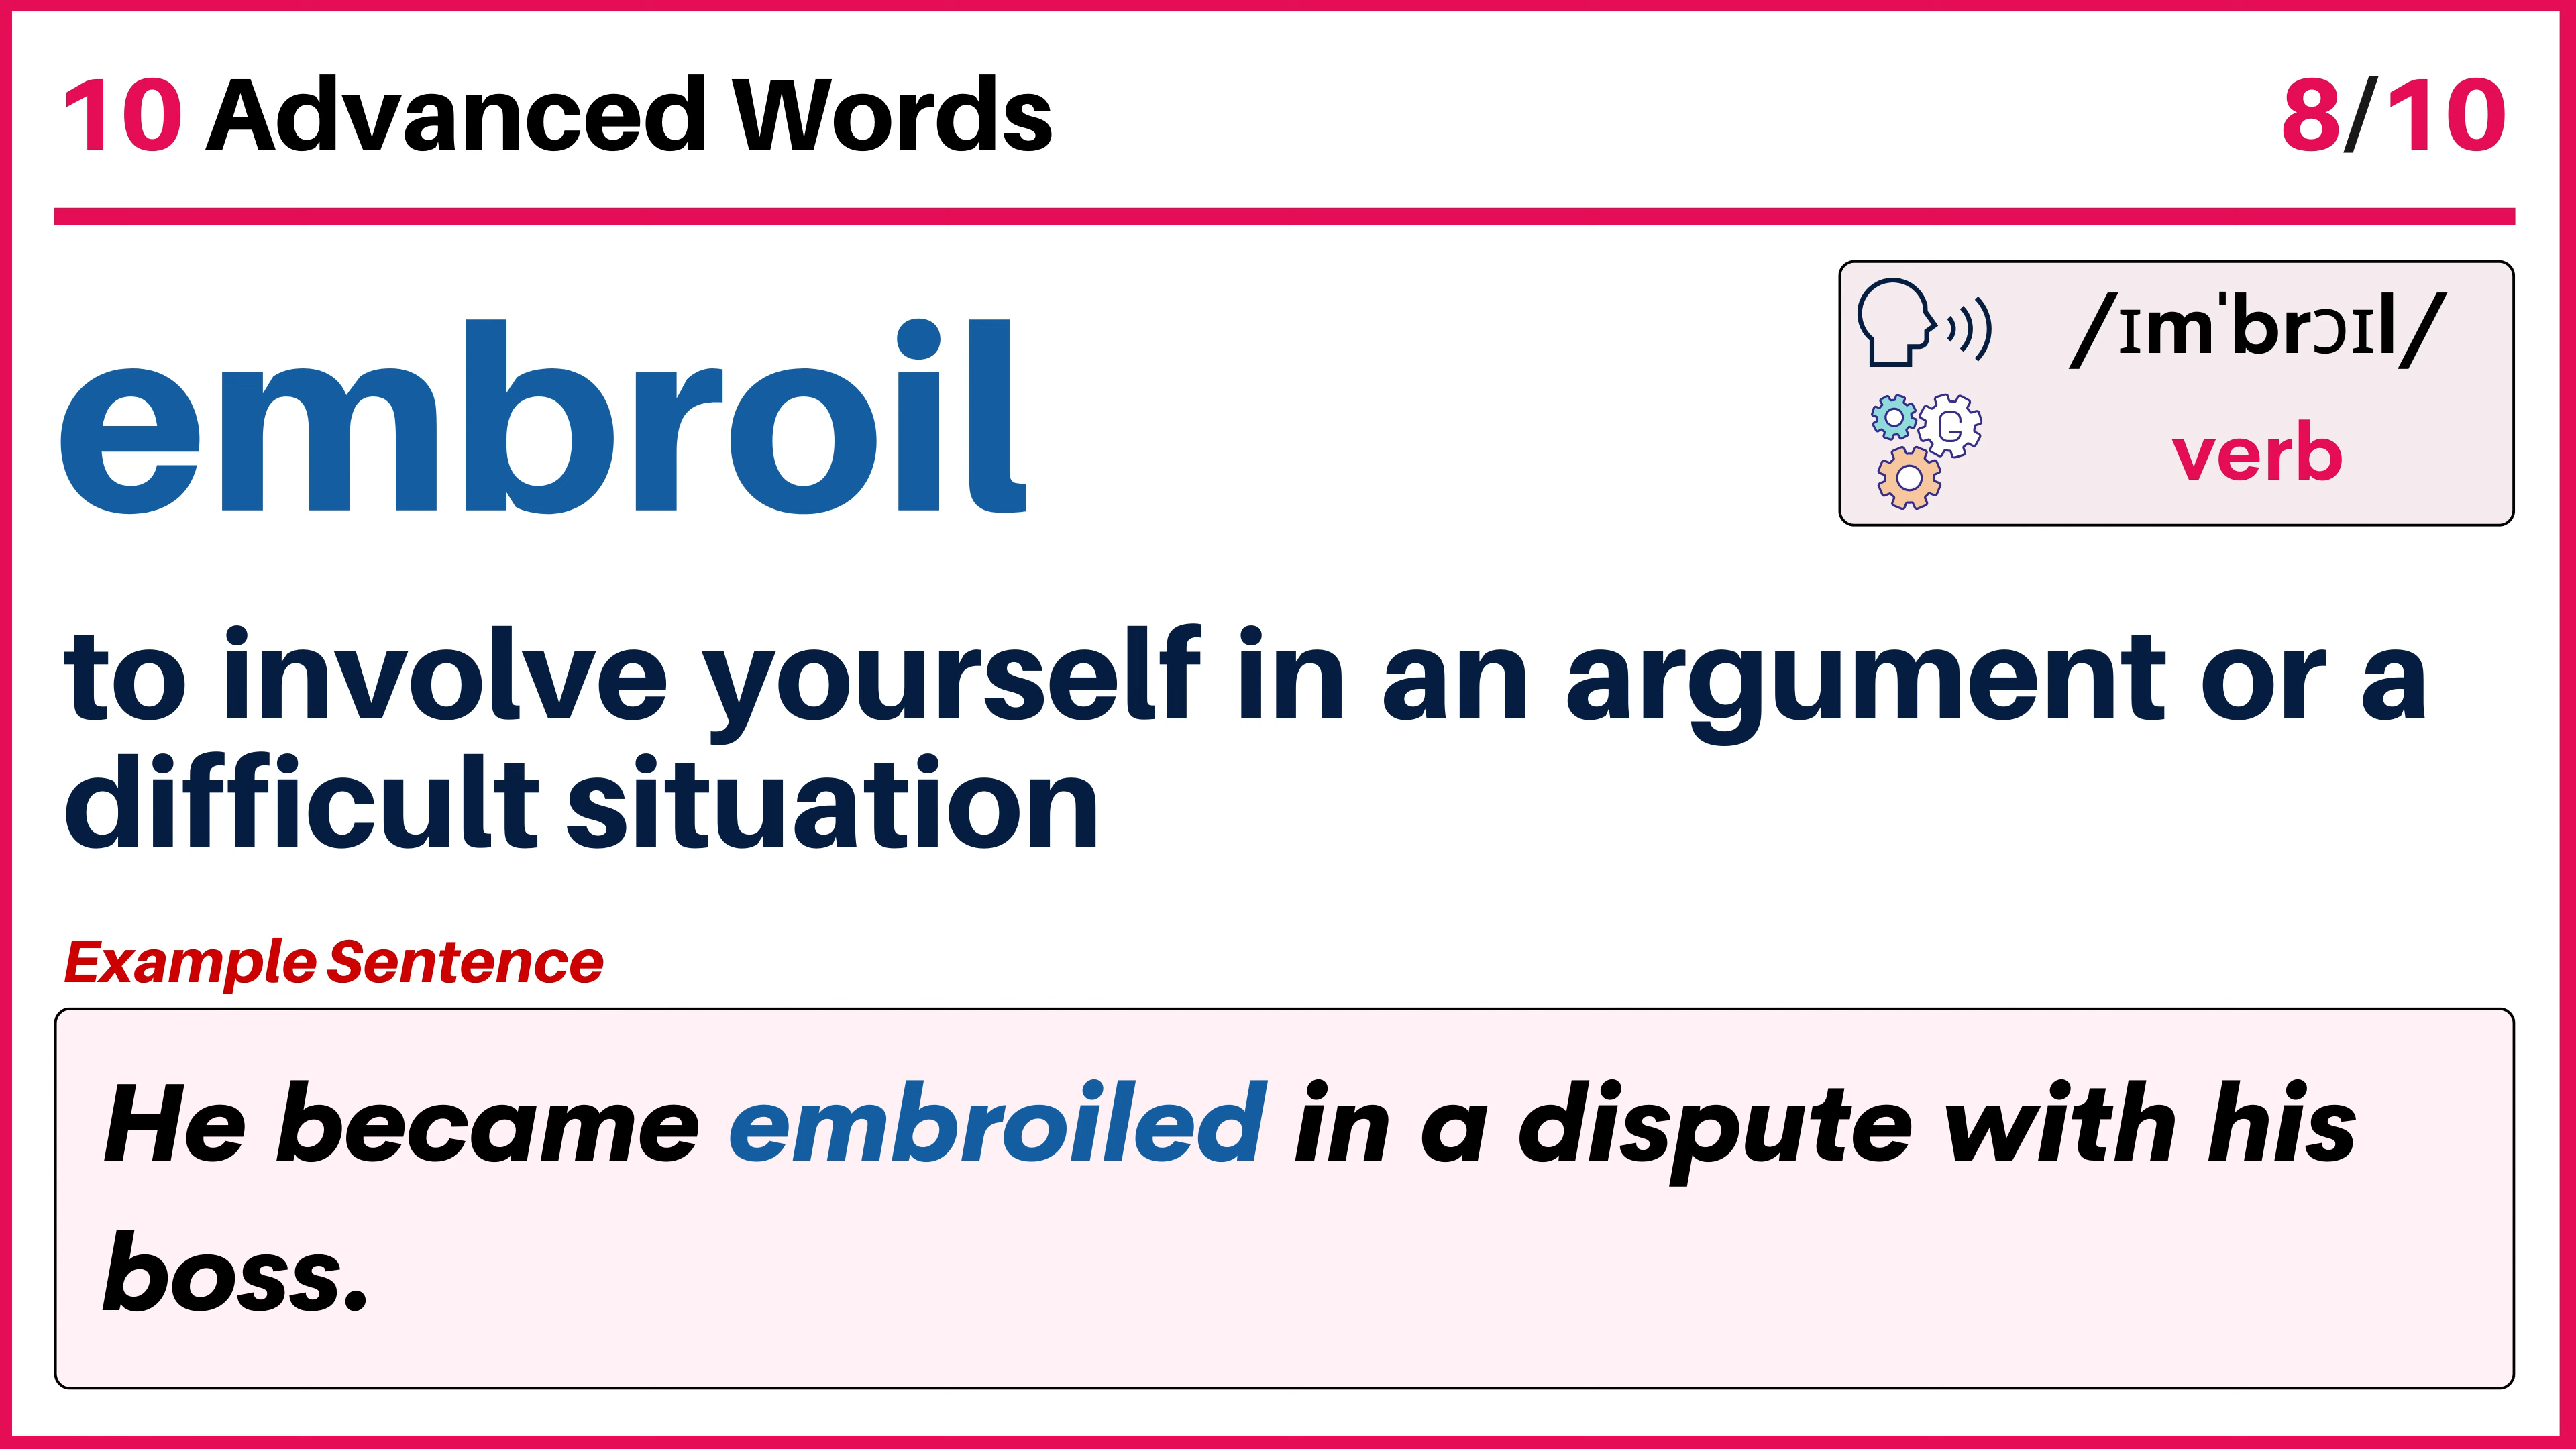 10 Advanced Words
8/10
embroil
/ɪmˈbrɔɪl/
G
verb
to involve yourself in an argument or a
difficult situation
Example Sentence
He became embroiled in a dispute with his
boss.